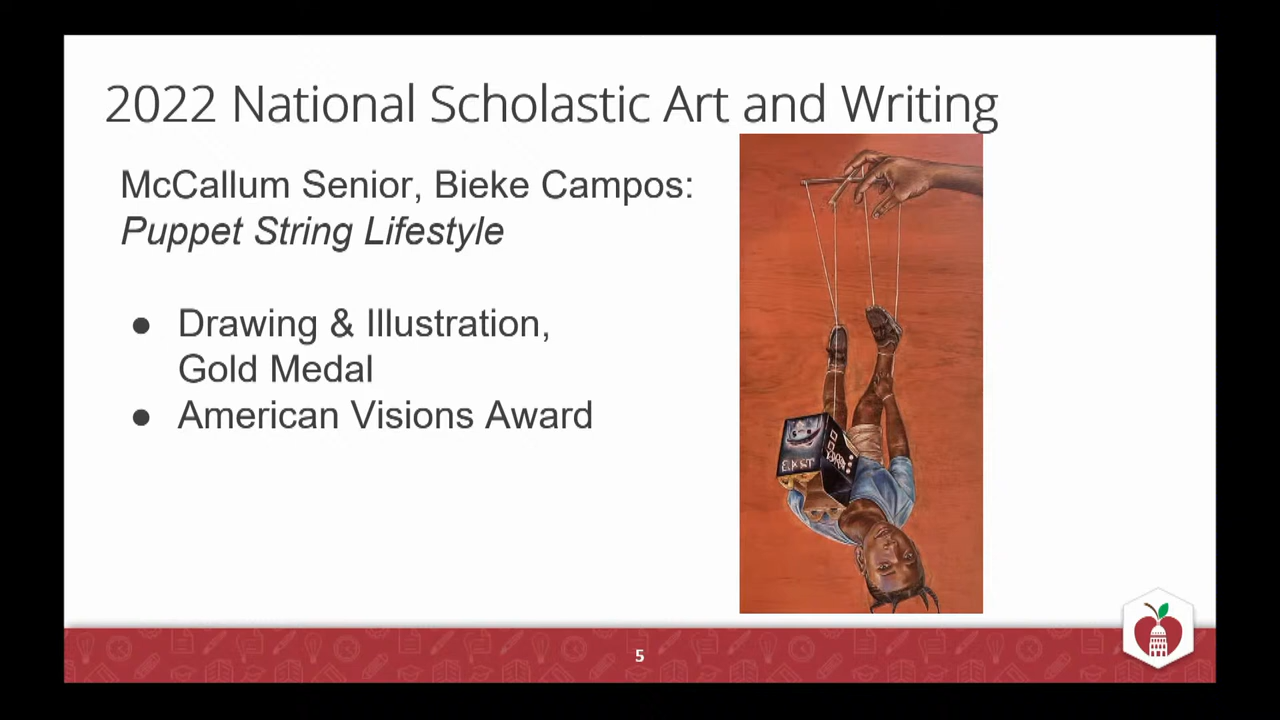 2022 National Scholastic Art and Writing
McCallum Senior, Bieke Campos:
Puppet String Lifestyle
● Drawing & Illustration,
Gold Medal
● American Visions Award
EAST
5